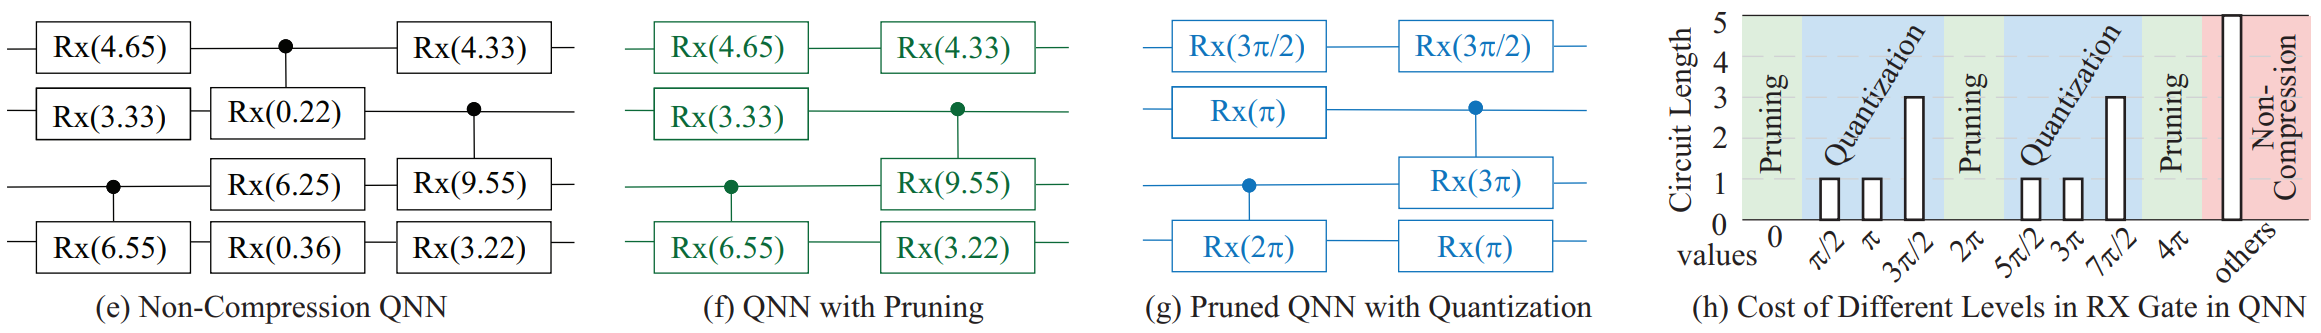 Rx(4.65)
Rx(4.33)
Rx(3.33)
Rx(0.22)
Rx(6.25)
Rx(9.55)
Rx(6.55)
Rx(0.36)
Rx(3.22)
(e) Non-Compression QNN
Rx(4.65)
Rx(4.33)
Rx(3.33)
Rx(9.55)
Rx(6.55)
Rx(3.22)
(f) QNN with Pruning
Rx(3π/2)
Rx(3π/2)
Rx(π)
Rx(3π)
Rx(2π)
Rx(π)
(g) Pruned QNN with Quantization
Circuit Length
5
4
3
2
1
0
Pruning
Quantization
Pruning
Quantization
Pruning
Non-
Compression
values
0
π/2
π
3π/2
2π
5π/2
3π
7π/2
4π
others
(h) Cost of Different Levels in RX Gate in QNN